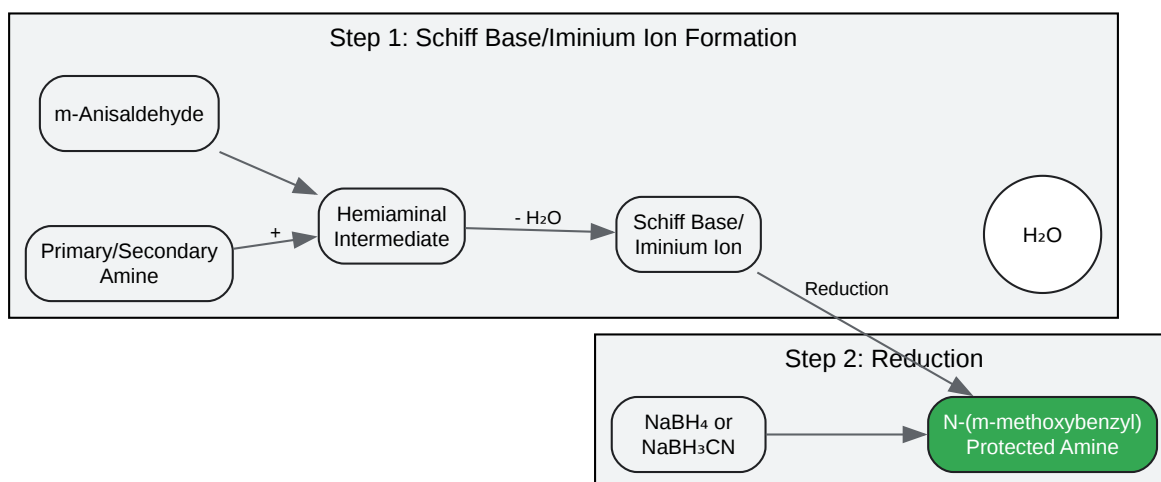 Step 1: Schiff Base/Iminium Ion Formation
m-Anisaldehyde
Primary/Secondary
Amine
+
Hemiaminal
Intermediate
- H₂O
Schiff Base/
Iminium Ion
H₂O
Reduction
Step 2: Reduction
NaBH₄ or
NaBH₃CN
N-(m-methoxybenzyl)
Protected Amine